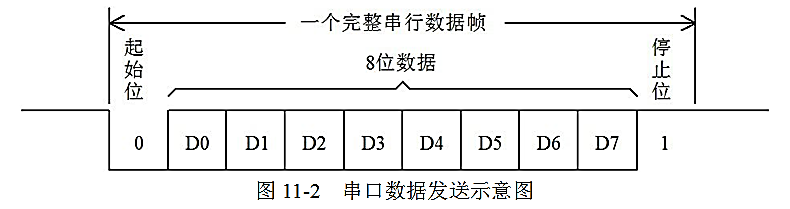 一个完整串行数据帧
起始位
8位数据
停止位
0 D0 D1 D2 D3 D4 D5 D6 D7 1
图 11-2 串口数据发送示意图